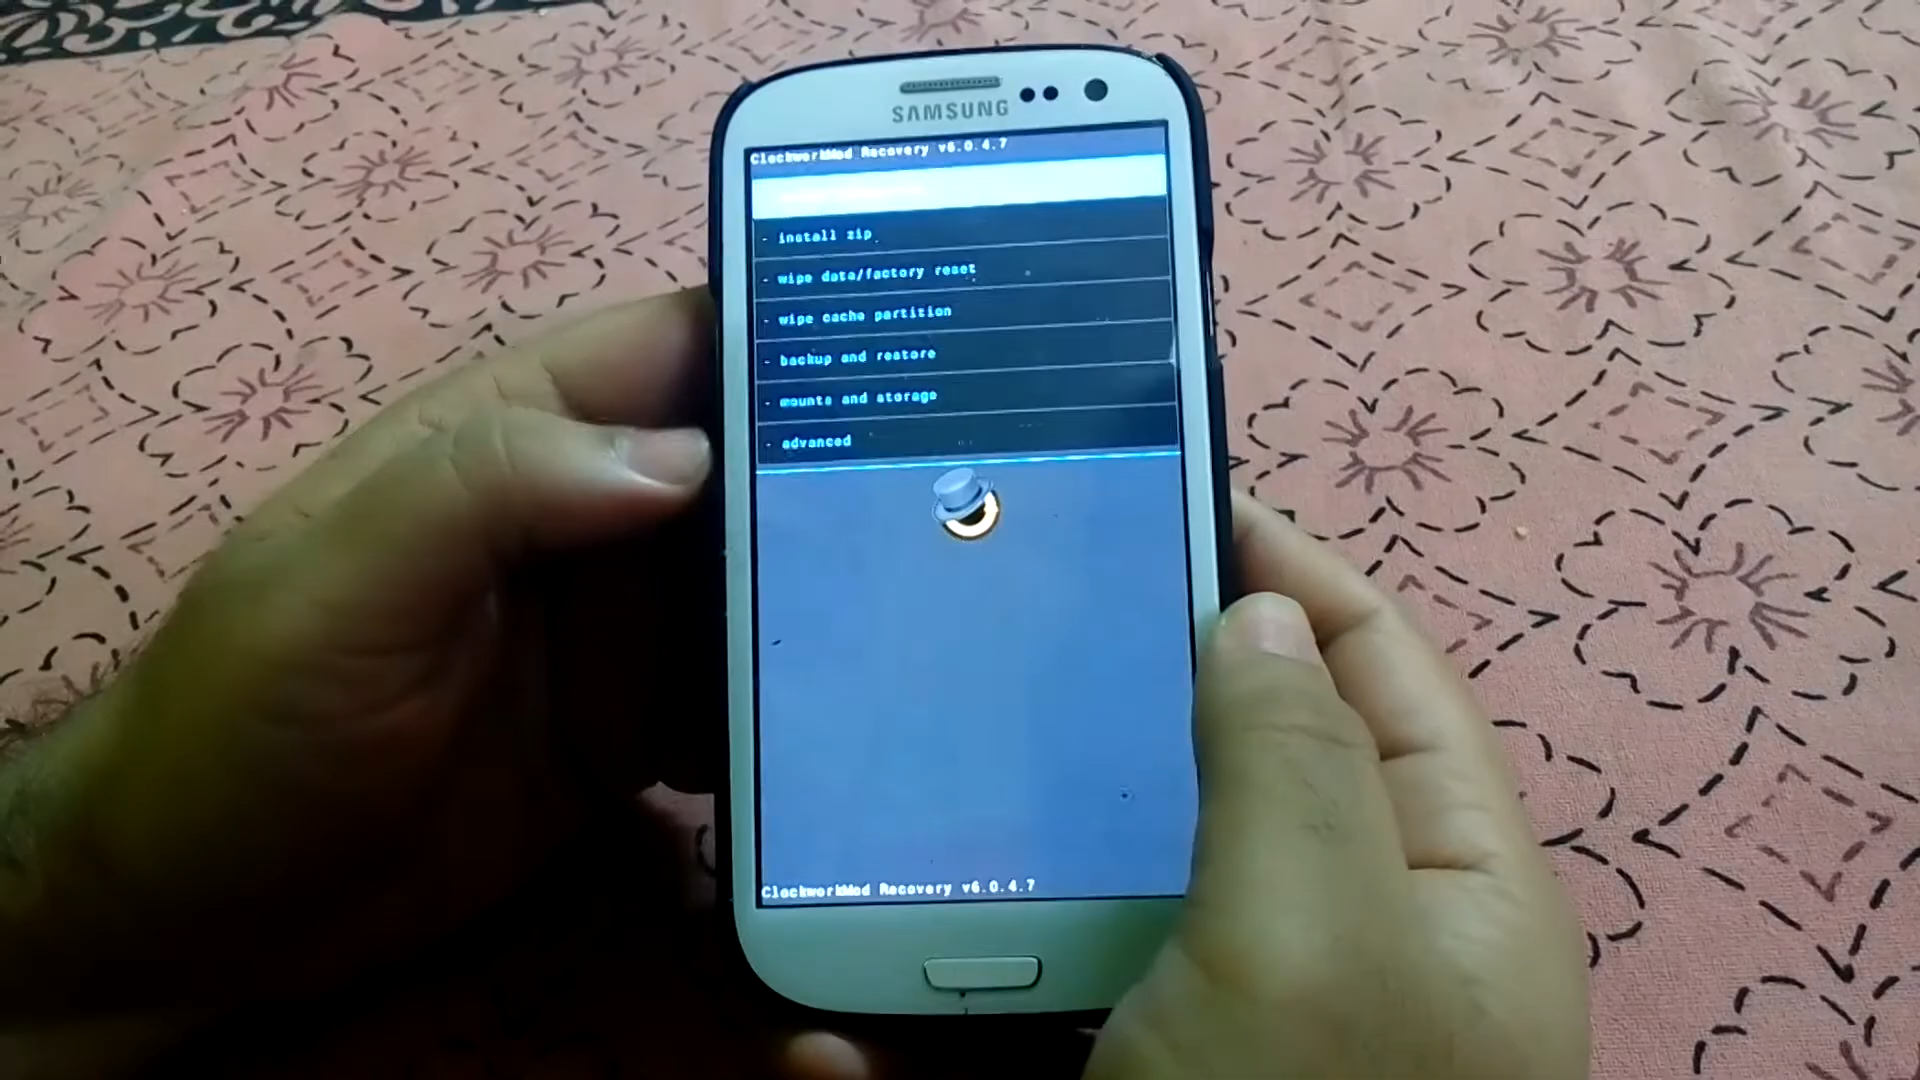 SAMSUNG
ClockworkMod Recovery v6.0.4.7
- install zip
- wipe data/factory reset
- wipe cache partition
- backup and restore
- mounts and storage
- advanced
ClockworkMod Recovery v6.0.4.7